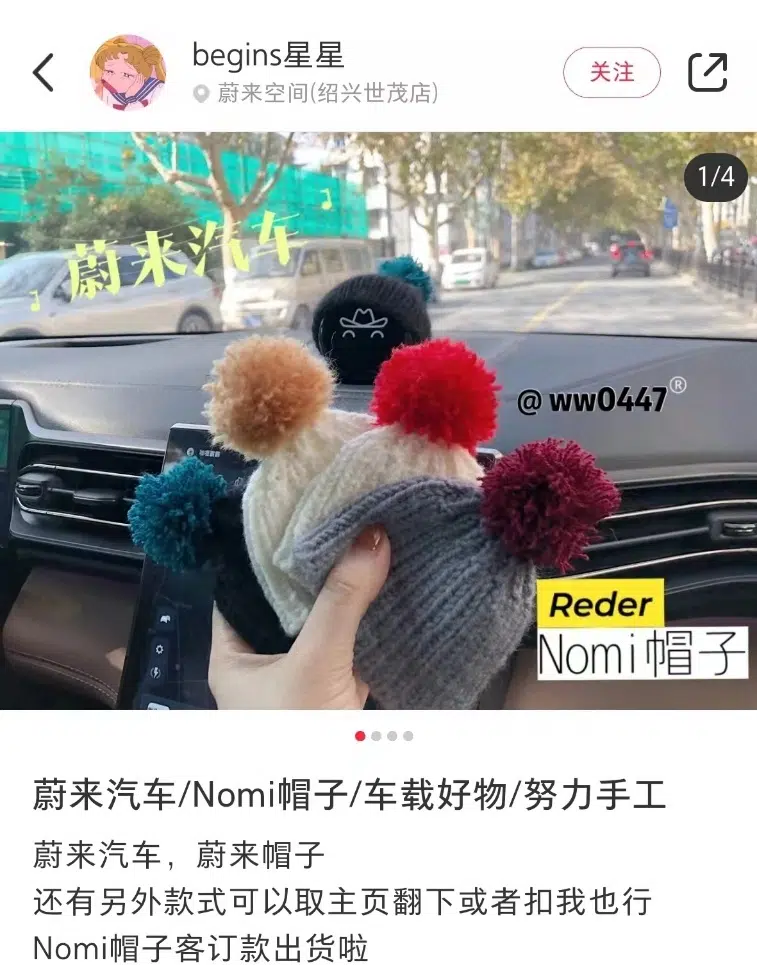 begins星星
关注
蔚来空间(绍兴世茂店)
1/4
蔚来汽车
@ ww0447®
Reder
Nomi帽子
蔚来汽车/Nomi帽子/车载好物/努力手工
蔚来汽车，蔚来帽子
还有另外款式可以取主页翻下或者扣我也行
Nomi帽子客订款出货啦